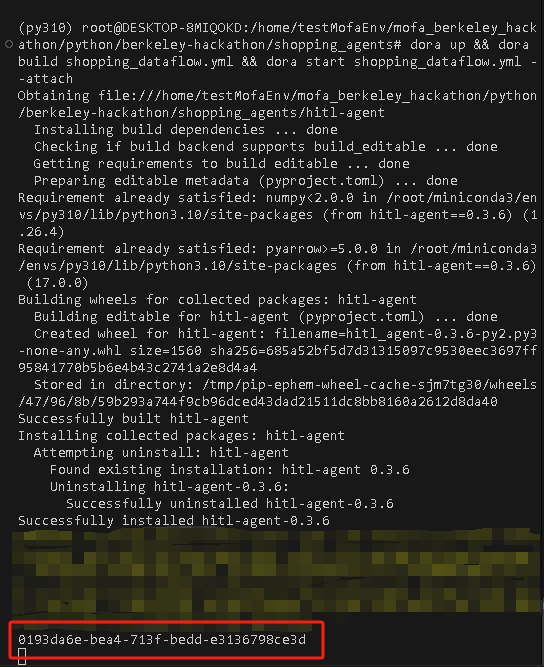 (py310) root@DESKTOP-8MIQOKD:/home/testMofaEnv/mofa_berkeley_hack
athon/python/berkeley-hackathon/shopping_agents# dora up && dora 
build shopping_dataflow.yml && dora start shopping_dataflow.yml -
-attach
Obtaining file:///home/testMofaEnv/mofa_berkeley_hackathon/python
/berkeley-hackathon/shopping_agents/hitl-agent
  Installing build dependencies ... done
  Checking if build backend supports build_editable ... done
  Getting requirements to build editable ... done
  Preparing editable metadata (pyproject.toml) ... done
Requirement already satisfied: numpy<2.0.0 in /root/miniconda3/en
vs/py310/lib/python3.10/site-packages (from hitl-agent==0.3.6) (1
.26.4)
Requirement already satisfied: pyarrow>=5.0.0 in /root/miniconda3
/envs/py310/lib/python3.10/site-packages (from hitl-agent==0.3.6)
 (17.0.0)
Building wheels for collected packages: hitl-agent
  Building editable for hitl-agent (pyproject.toml) ... done
  Created wheel for hitl-agent: filename=hitl_agent-0.3.6-py2.py3
-none-any.whl size=1560 sha256=685a52bf5d7d31315097c9530eec3697ff
95841770b5b6e4b43c2741a2e8d4a4
  Stored in directory: /tmp/pip-ephem-wheel-cache-sjm7tg30/wheels
/47/96/8b/59b293a744f9cb96dced43dad21511dc8bb8160a2612d8da40
Successfully built hitl-agent
Installing collected packages: hitl-agent
  Attempting uninstall: hitl-agent
    Found existing installation: hitl-agent 0.3.6
    Uninstalling hitl-agent-0.3.6:
      Successfully uninstalled hitl-agent-0.3.6
Successfully installed hitl-agent-0.3.6
0193da6e-bea4-713f-bedd-e3136798ce3d